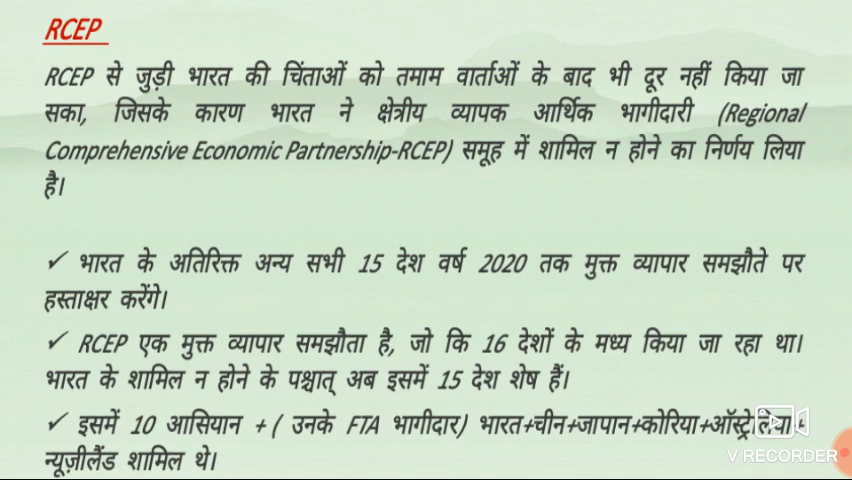 RCEP
RCEP से जुड़ी भारत की चिंताओं को तमाम वार्ताओं के बाद भी दूर नहीं किया जा
सका, जिसके कारण भारत ने क्षेत्रीय व्यापक आर्थिक भागीदारी (Regional
Comprehensive Economic Partnership-RCEP) समूह में शामिल न होने का निर्णय लिया
है।
✓ भारत के अतिरिक्त अन्य सभी 15 देश वर्ष 2020 तक मुक्त व्यापार समझौते पर
हस्ताक्षर करेंगे।
✓ RCEP एक मुक्त व्यापार समझौता है, जो कि 16 देशों के मध्य किया जा रहा था।
भारत के शामिल न होने के पश्चात् अब इसमें 15 देश शेष हैं।
✓ इसमें 10 आसियान +( उनके FTA भागीदार) भारत+चीन+जापान+कोरिया+ऑस्ट्रेलिया+
न्यूज़ीलैंड शामिल थे।
V RECORDER